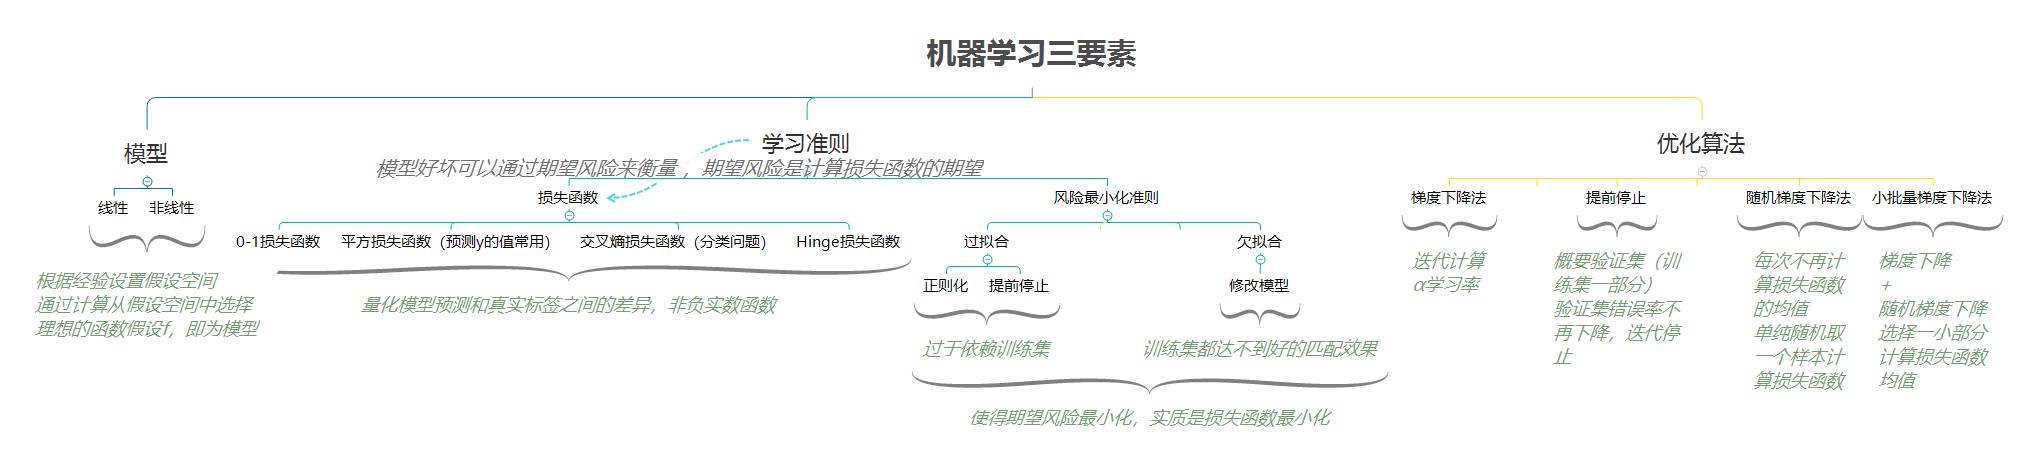 机器学习三要素
模型
线性
非线性
根据经验设置假设空间
通过计算从假设空间中选择
理想的函数假设f，即为模型
学习准则
模型好坏可以通过期望风险来衡量，期望风险是计算损失函数的期望
损失函数
0-1损失函数
平方损失函数（预测y的值常用）
交叉熵损失函数（分类问题）
Hinge损失函数
量化模型预测和真实标签之间的差异，非负实数函数
风险最小化准则
过拟合
正则化
提前停止
过于依赖训练集
欠拟合
修改模型
训练集都达不到好的匹配效果
使得期望风险最小化，实质是损失函数最小化
优化算法
梯度下降法
迭代计算
α学习率
提前停止
概要验证集（训
练集一部分）
验证集错误率不
再下降，迭代停
止
随机梯度下降法
每次不再计
算损失函数
的均值
单纯随机取
一个样本计
算损失函数
小批量梯度下降法
梯度下降
+
随机梯度下降
选择一小部分
计算损失函数
均值